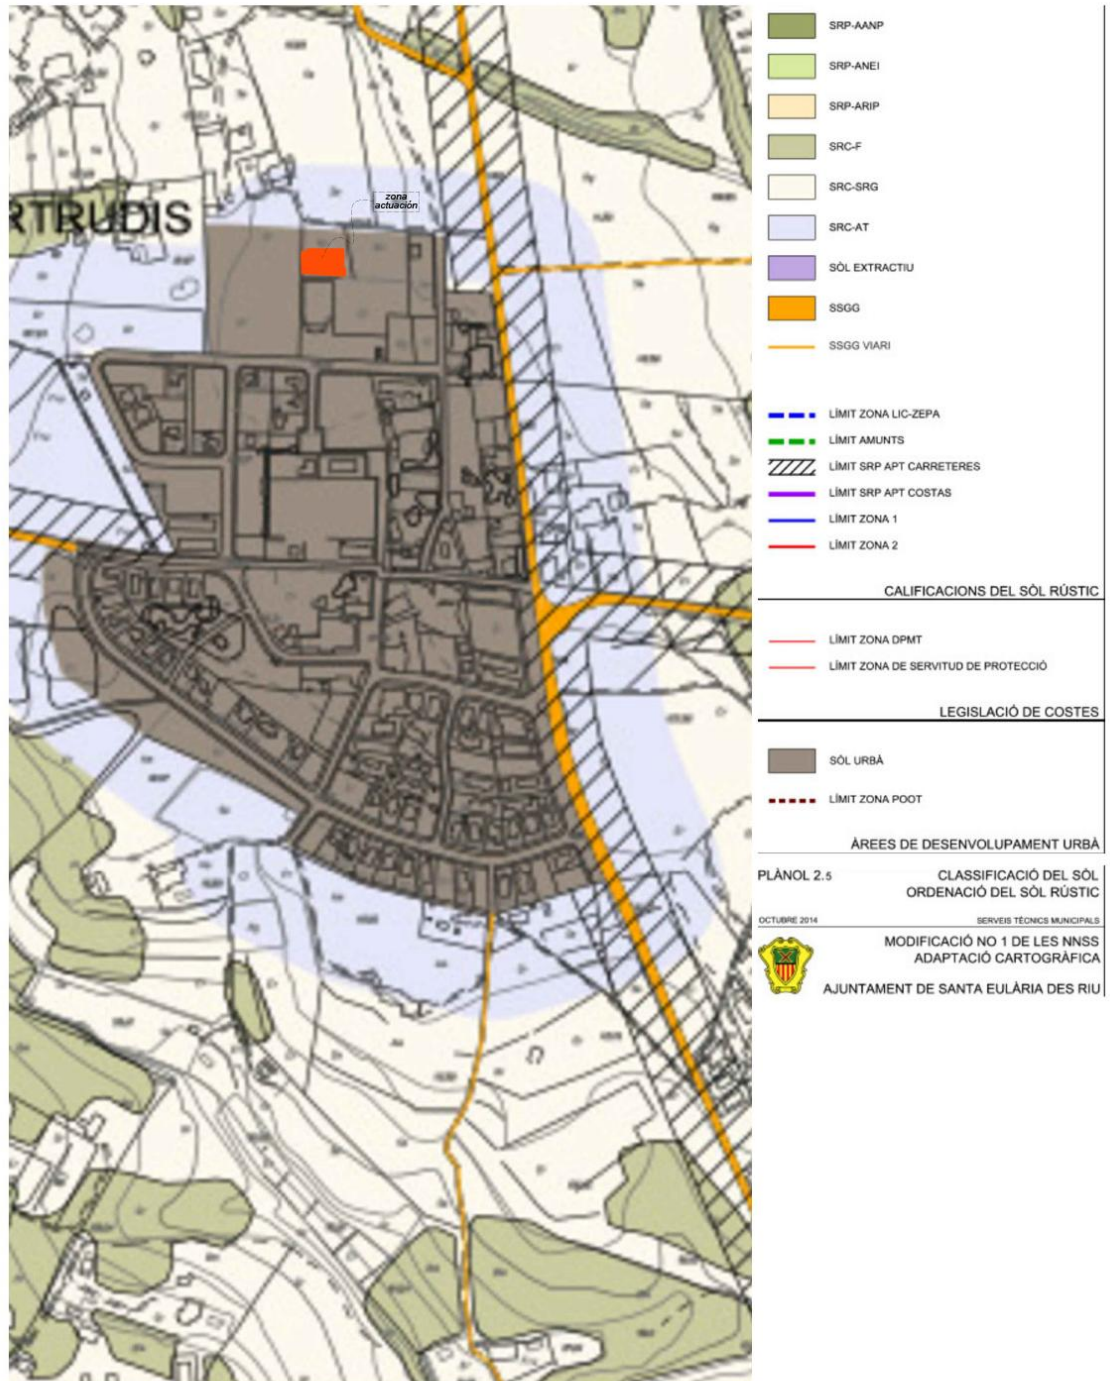 RTRUDIS
zona
actuación
SRP-AANP
SRP-ANEI
SRP-ARIP
SRC-F
SRC-SRG
SRC-AT
SÒL EXTRACTIU
SSGG
SSGG VIARI
LÍMIT ZONA LIC-ZEPA
LÍMIT AMUNTS
LÍMIT SRP APT CARRETERES
LÍMIT SRP APT COSTAS
LÍMIT ZONA 1
LÍMIT ZONA 2
CALIFICACIONS DEL SÒL RÚSTIC
LÍMIT ZONA DPMT
LÍMIT ZONA DE SERVITUD DE PROTECCIÓ
LEGISLACIÓ DE COSTES
SÒL URBÀ
LÍMIT ZONA POOT
ÀREES DE DESENVOLUPAMENT URBÀ
PLÀNOL 2.5
CLASSIFICACIÓ DEL SÒL
ORDENACIÓ DEL SÒL RÚSTIC
OCTUBRE 2014
SERVEIS TÈCNICS MUNICIPALS
MODIFICACIÓ NO 1 DE LES NNSS
ADAPTACIÓ CARTOGRÀFICA
AJUNTAMENT DE SANTA EULÀRIA DES RIU